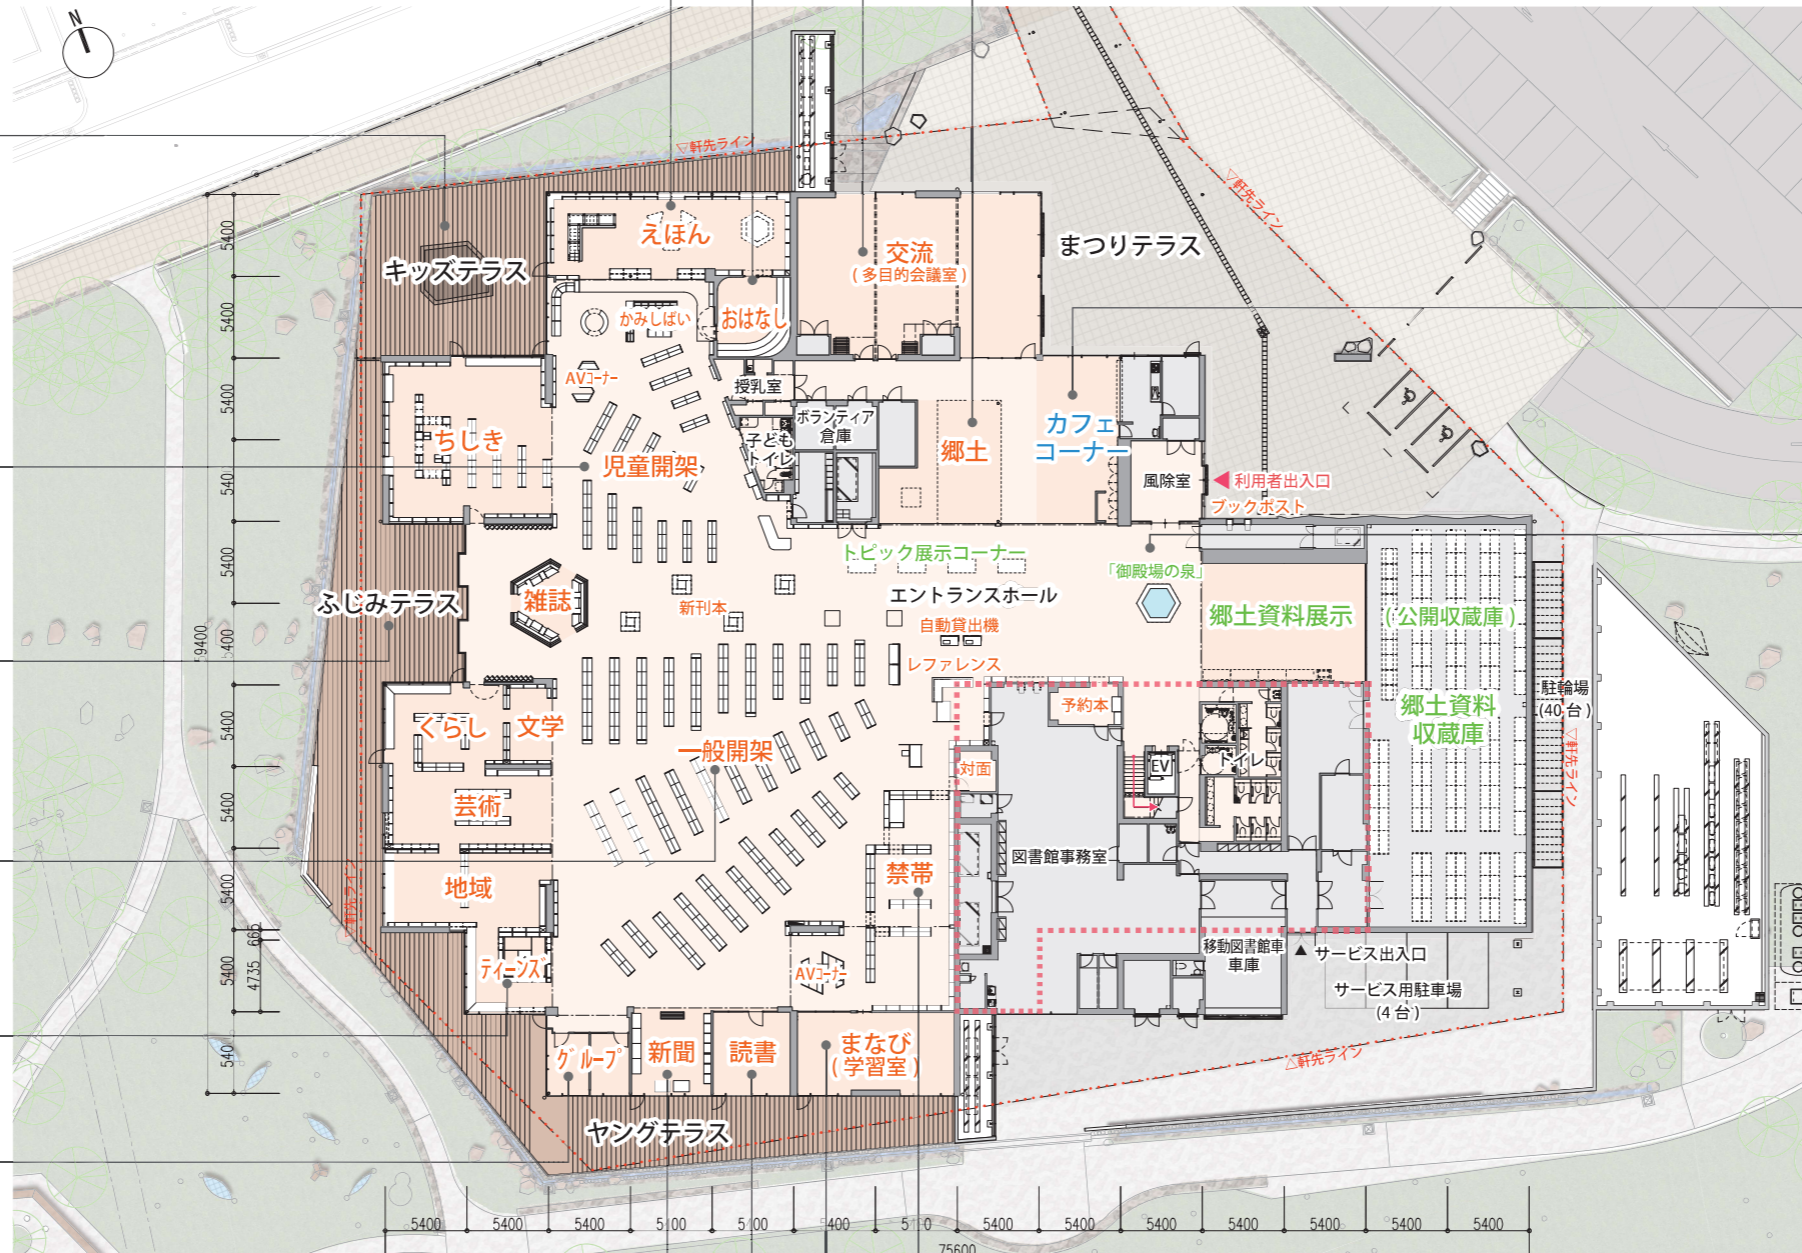 N
▽軒先ライン
▽軒先ライン
えほん
交流
(多目的会議室)
まつりテラス
キッズテラス
かみしばい
おはなし
AVコーナー
授乳室
ボランティア
倉庫
子ども
トイレ
ちしき
児童開架
郷土
カフェ
コーナー
風除室
利用者出入口
ブックポスト
トピック展示コーナー
「御殿場の泉」
エントランスホール
ふじみテラス
雑誌
新刊本
自動貸出機
レファレンス
郷土資料展示
(公開収蔵庫)
郷土資料
収蔵庫
駐輪場
(40台)
▽軒先ライン
予約本
くらし
文学
一般開架
対面
EV
トイレ
芸術
図書館事務室
地域
禁帯
▽軒先ライン
ティーンズ
AVコーナー
移動図書館車
車庫
▲ サービス出入口
サービス用駐車場
(4台)
グループ
新聞
読書
まなび
(学習室)
△軒先ライン
ヤングテラス
5400
5400
5400
5400
5400
5400
5400
5400
5400
5400
540
59400
665
4735
5400
5400
5400
5400
5400
5400
5400
5400
5400
5400
5400
5400
5400
5400
75600